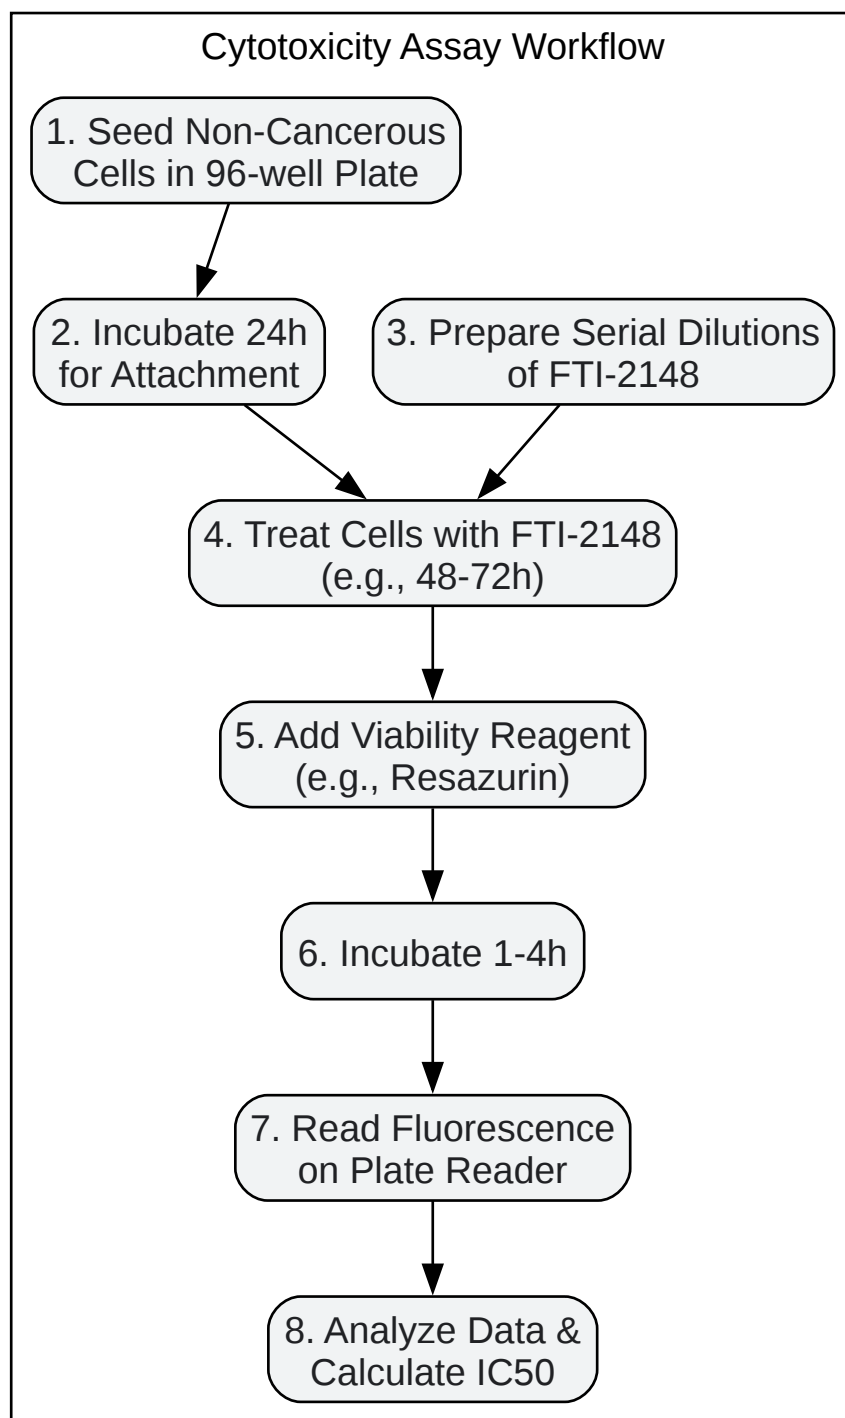 Cytotoxicity Assay Workflow
1. Seed Non-Cancerous
Cells in 96-well Plate
2. Incubate 24h
for Attachment
3. Prepare Serial Dilutions
of FTI-2148
4. Treat Cells with FTI-2148
(e.g., 48-72h)
5. Add Viability Reagent
(e.g., Resazurin)
6. Incubate 1-4h
7. Read Fluorescence
on Plate Reader
8. Analyze Data &
Calculate IC50